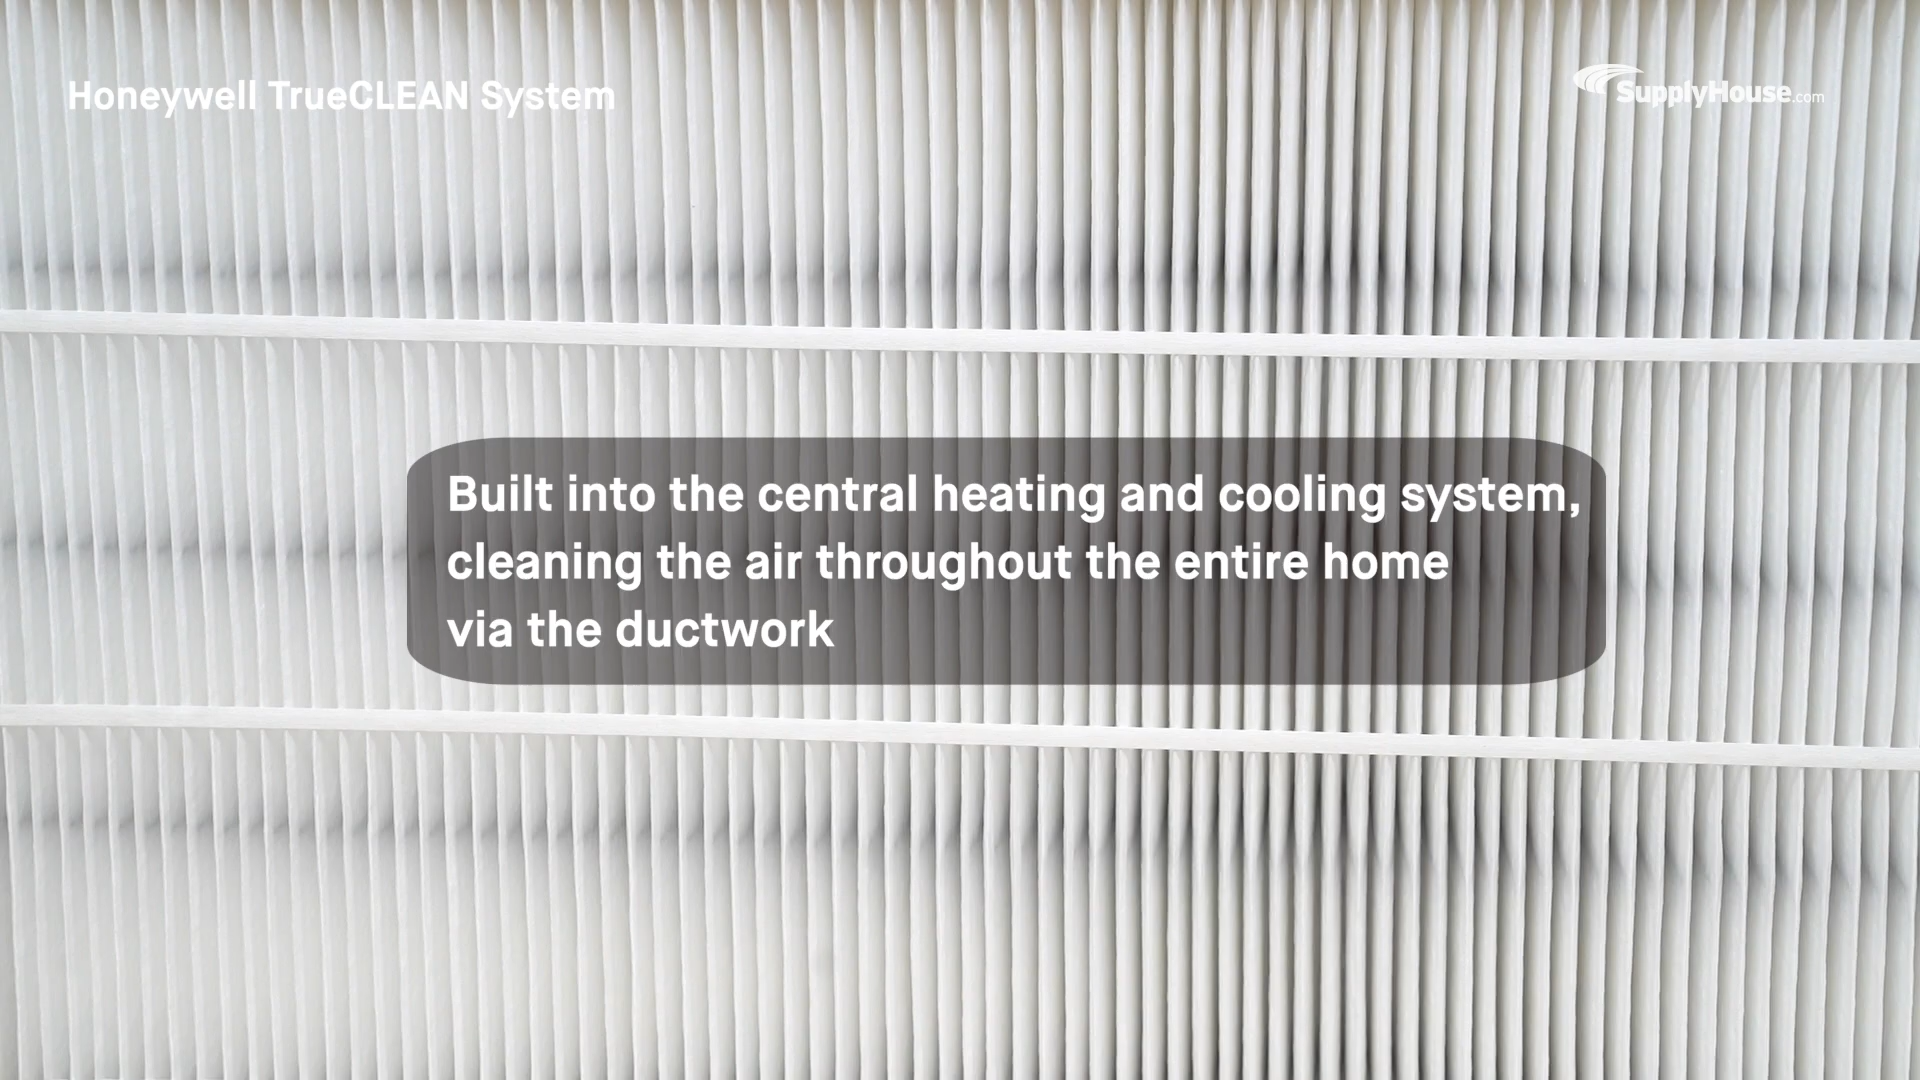 Honeywell TrueCLEAN System
SupplyHouse.com
Built into the central heating and cooling system,
cleaning the air throughout the entire home
via the ductwork